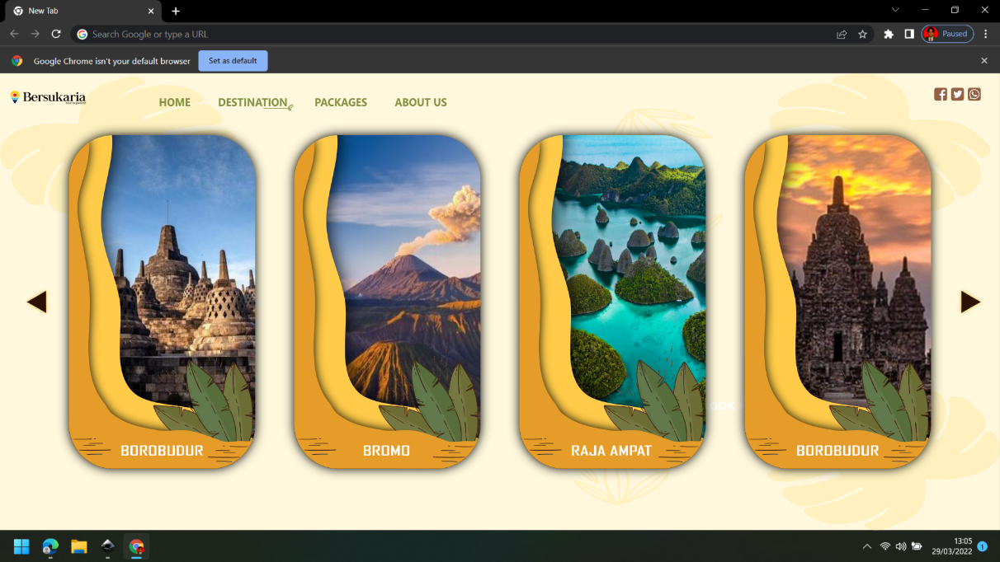 New Tab
Search Google or type a URL
Paused
Google Chrome isn't your default browser
Set as default
Bersukaria
HOME
DESTINATION
PACKAGES
ABOUT US
OOK
BOROBUDUR
BROMO
RAJA AMPAT
BOROBUDUR
13:05
29/03/2022
1